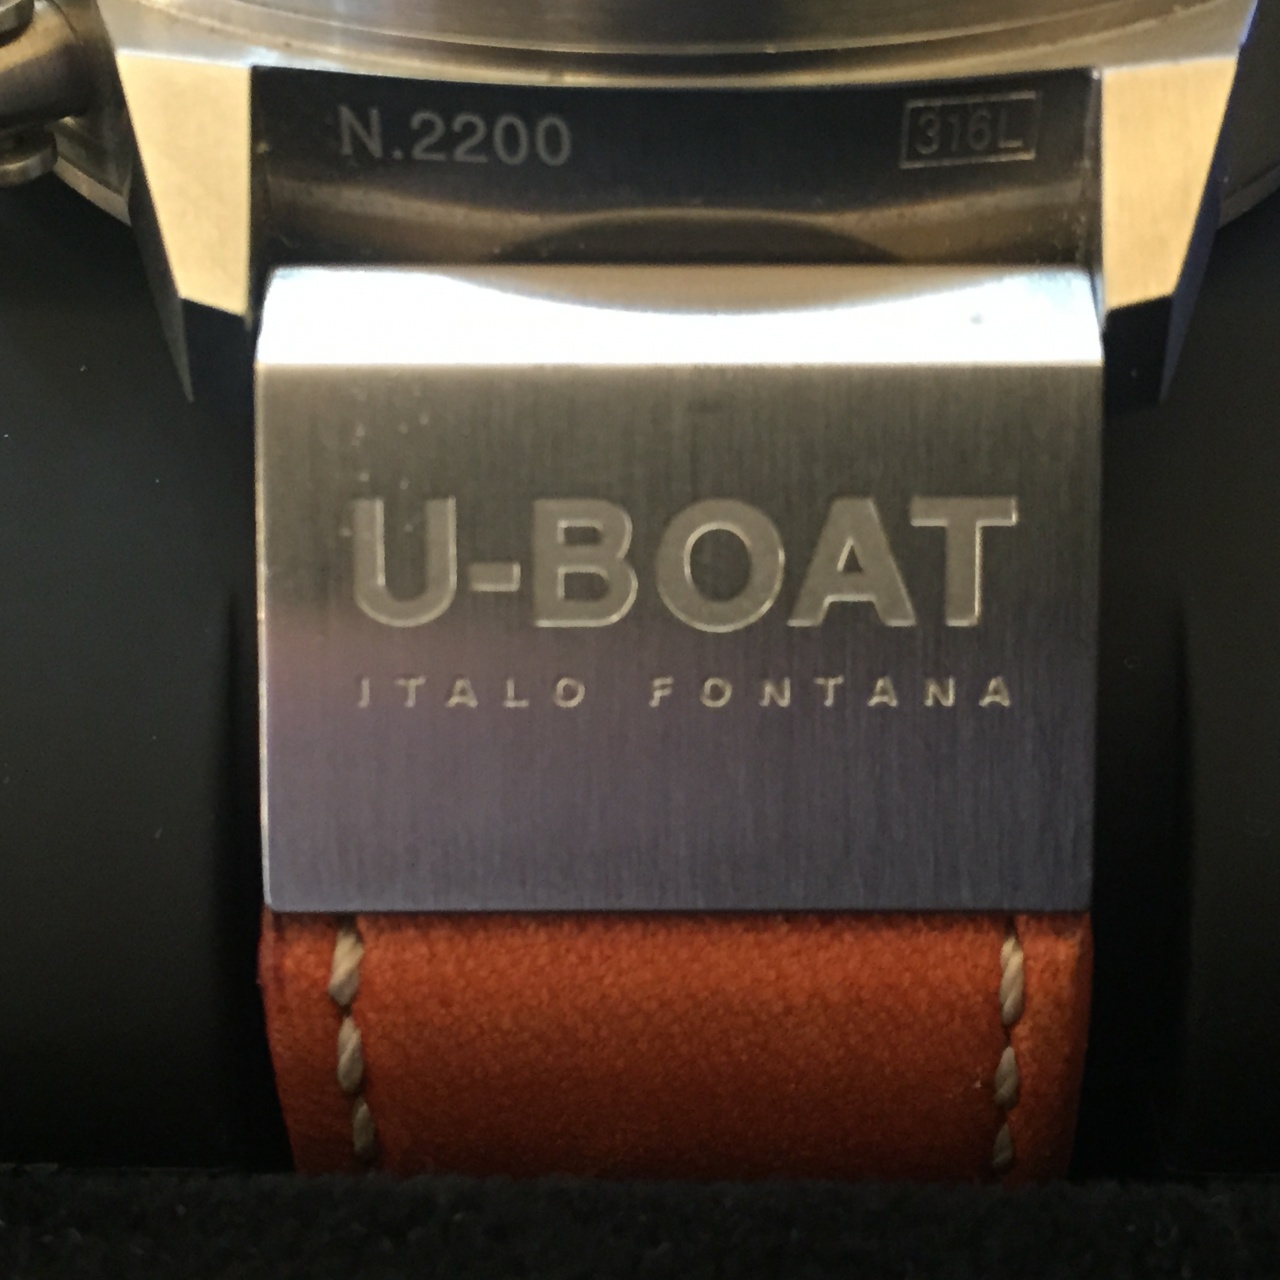 N.2200 316L
U-BOAT
ITALO FONTANA